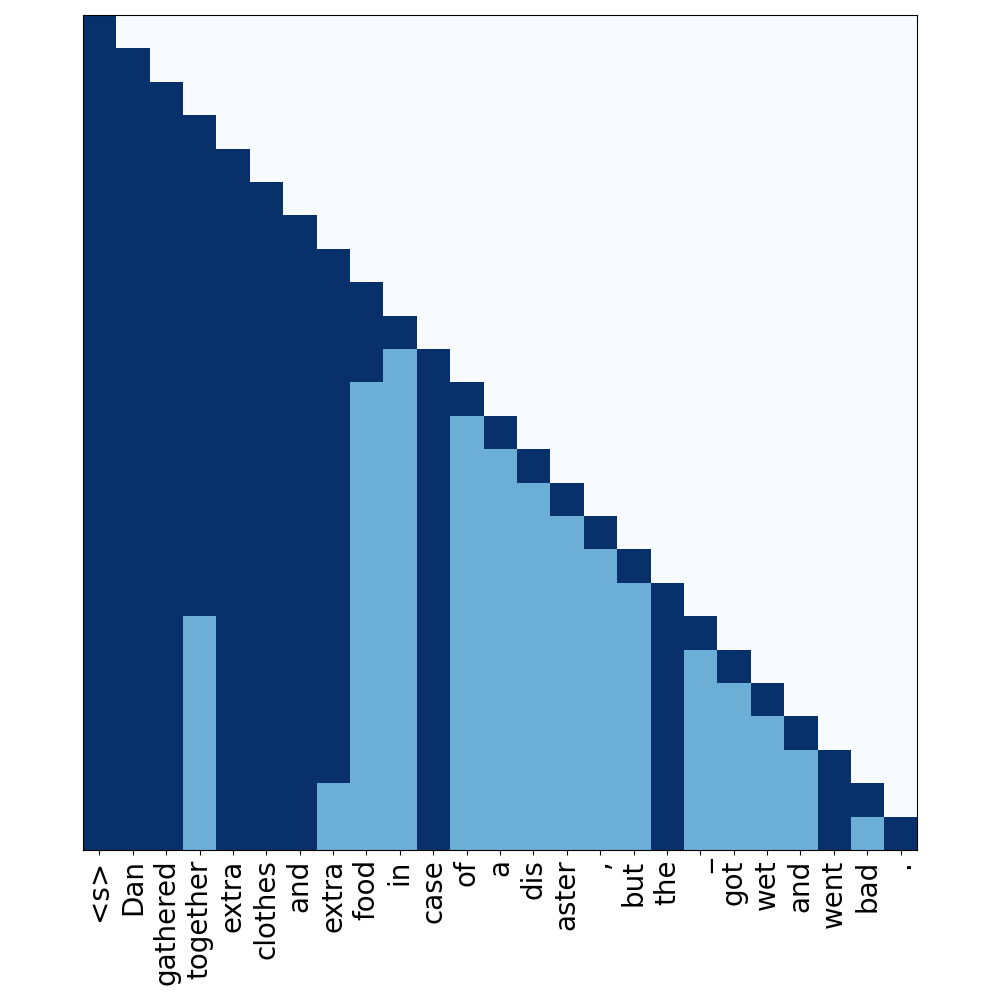 <s> Dan gathered together extra clothes and extra food in case of a dis aster , but the _ got wet and went bad .